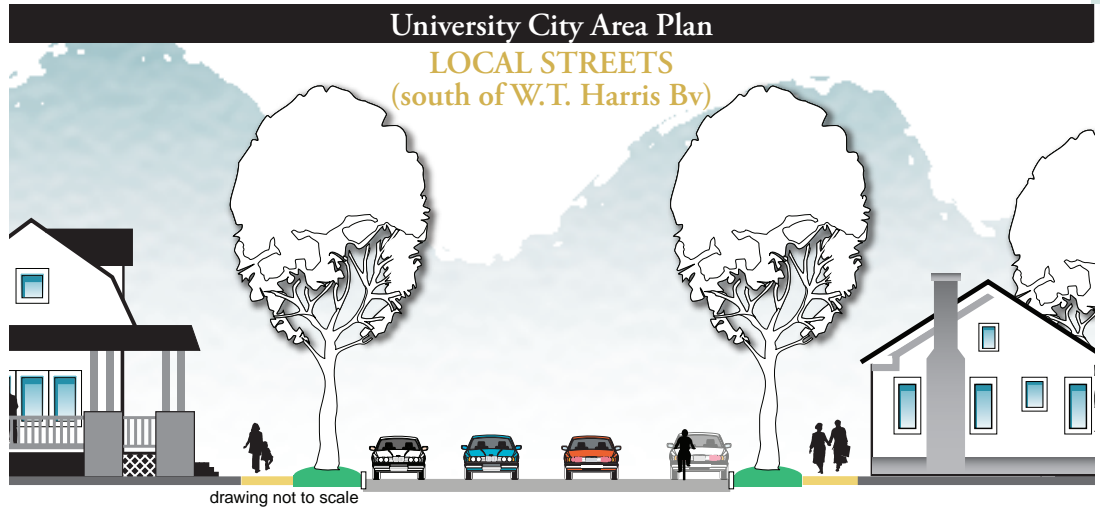 University City Area Plan
LOCAL STREETS
(south of W.T. Harris Bv)
drawing not to scale